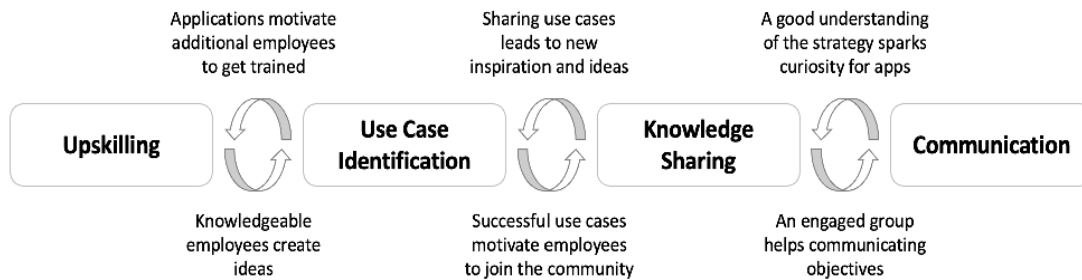 Applications motivate
additional employees
to get trained
Sharing use cases
leads to new
inspiration and ideas
A good understanding
of the strategy sparks
curiosity for apps
Upskilling
Use Case
Identification
Knowledge
Sharing
Communication
Knowledgeable
employees create
ideas
Successful use cases
motivate employees
to join the community
An engaged group
helps communicating
objectives